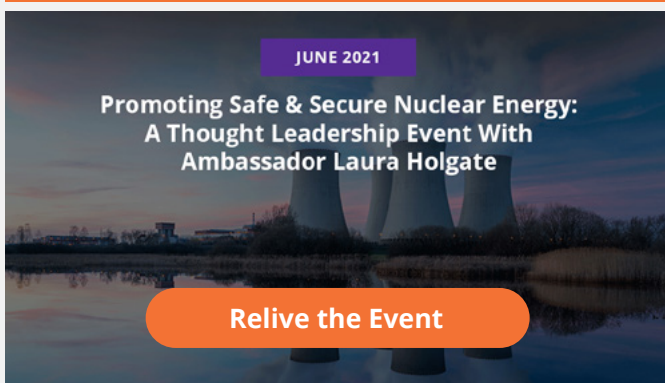 JUNE 2021
Promoting Safe & Secure Nuclear Energy:
A Thought Leadership Event With
Ambassador Laura Holgate
Relive the Event